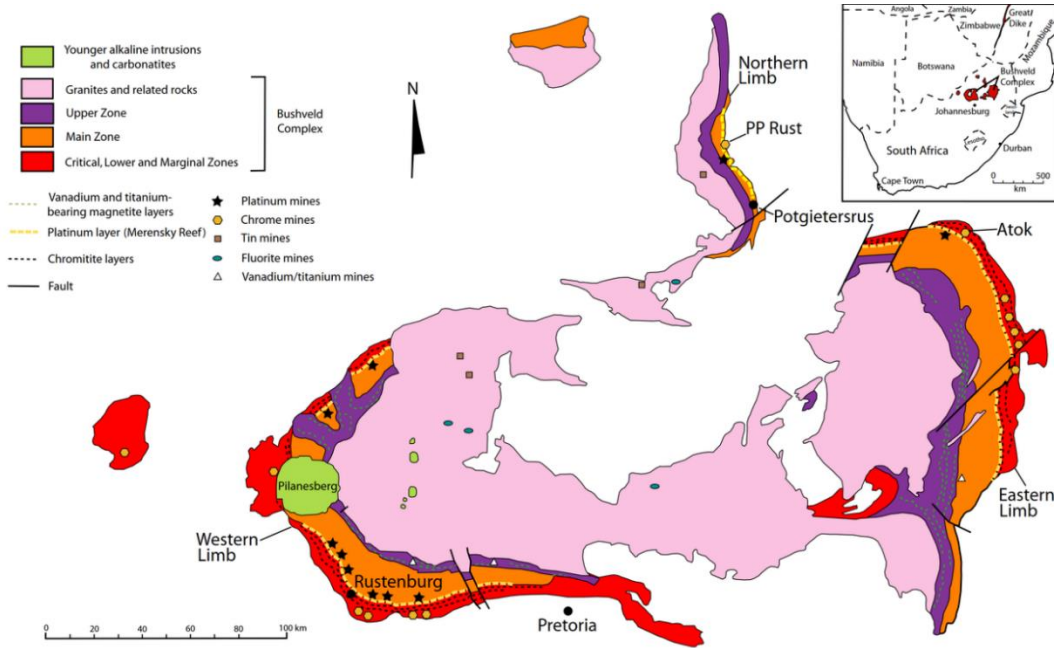 Younger alkaline intrusions
and carbonatites
Granites and related rocks
Upper Zone
Main Zone
Critical, Lower and Marginal Zones
Bushveld
Complex
Vanadium and titanium-
bearing magnetite layers
Platinum layer (Merensky Reef)
Chromitite layers
Fault
Platinum mines
Chrome mines
Tin mines
Fluorite mines
Vanadium/titanium mines
N
Northern
Limb
PP Rust
Potgietersrus
Angola
Zambia
Zimbabwe
Great
Dike
Mozambique
Namibia
Botswana
Bushveld
Complex
Johannesburg
South Africa
Lesotho
Durban
Cape Town
0
500
km
Atok
Eastern
Limb
Pilanesberg
Western
Limb
Rustenburg
Pretoria
0 20 40 60 80 100 km